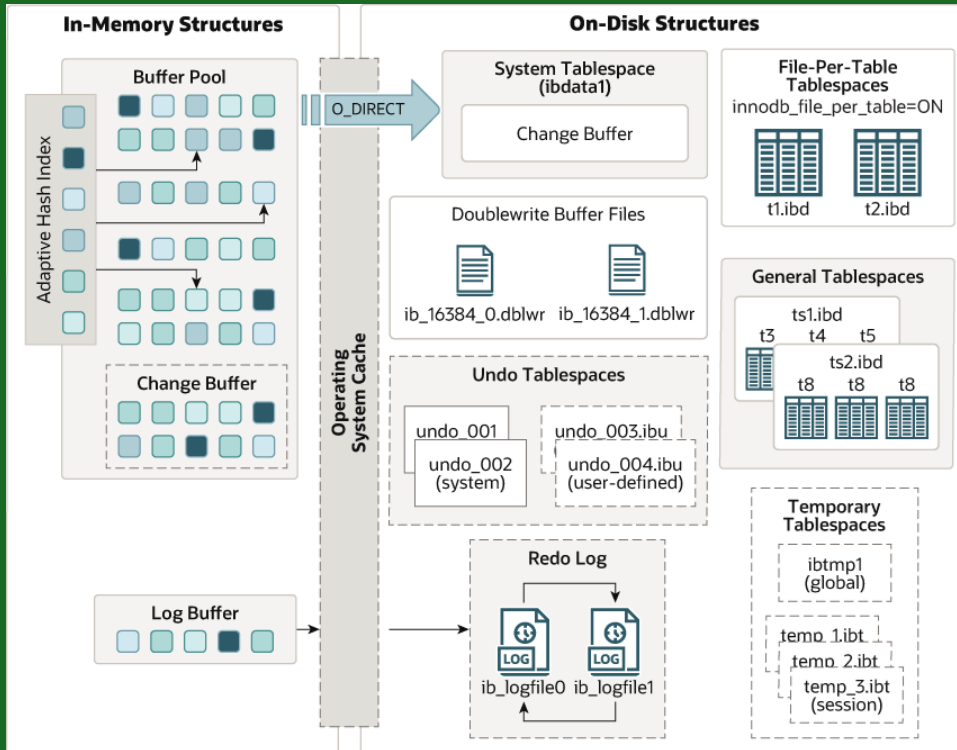 In-Memory Structures
On-Disk Structures
Buffer Pool
Adaptive Hash Index
Change Buffer
Log Buffer
Operating
System Cache
O_DIRECT
System Tablespace
(ibdata1)
Change Buffer
File-Per-Table
Tablespaces
innodb_file_per_table=ON
t1.ibd
t2.ibd
Doublewrite Buffer Files
ib_16384_0.dblwr
ib_16384_1.dblwr
General Tablespaces
ts1.ibd
t3 t4 t5
ts2.ibd
t8 t8 t8
Undo Tablespaces
undo_001
undo_002
(system)
undo_003.ibu
undo_004.ibu
(user-defined)
Redo Log
LOG
LOG
ib_logfile0
ib_logfile1
Temporary
Tablespaces
ibtmp1
(global)
temp_1.ibt
temp_2.ibt
temp_3.ibt
(session)